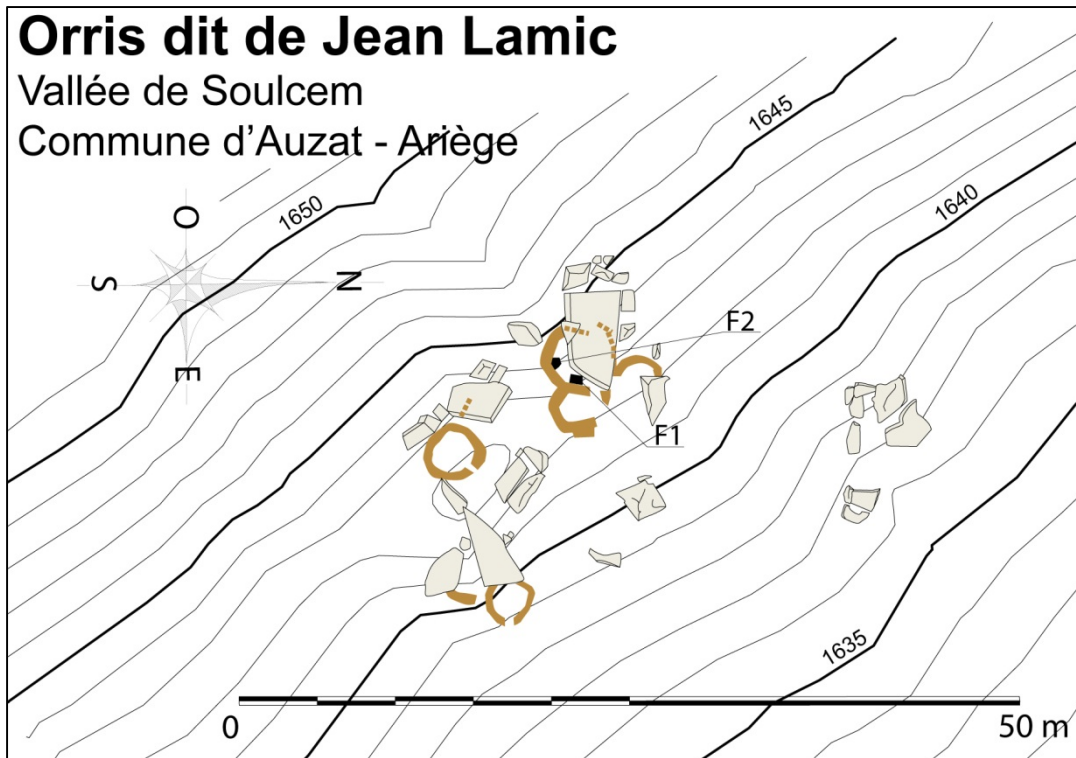 Orris dit de Jean Lamic
Vallée de Soulcem
Commune d'Auzat - Ariège
1645
1640
1650
O
S
N
E
F2
F1
1635
0
50 m